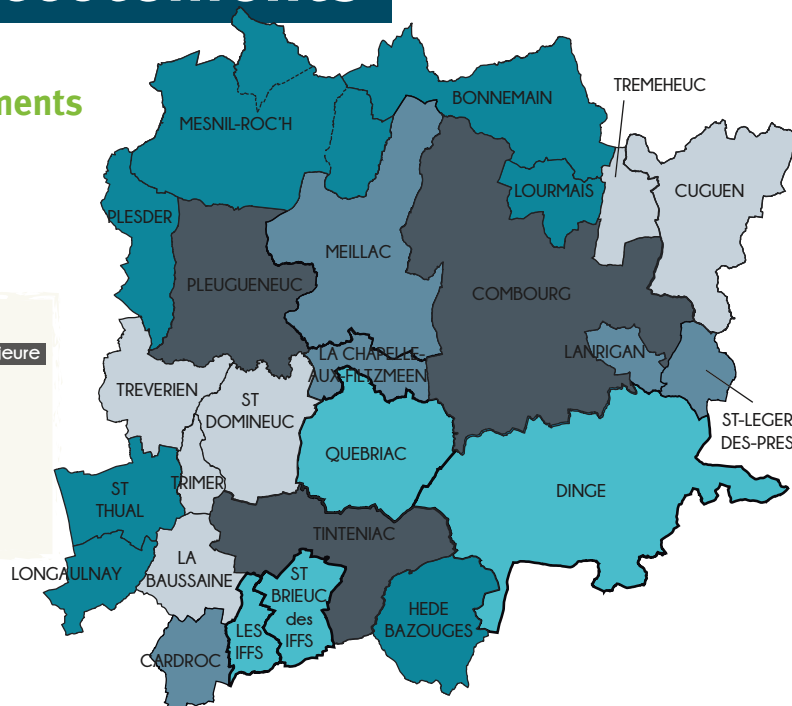 ments
TREMEHEUC
BONNEMAIN
MESNIL-ROC'H
LOURMAIS
CUGUEN
PLESDER
MEILLAC
PLEUGUENEUC
COMBOURG
ieure
LA CHAPELLE-
AUX-FILTZMEEN
LANRIGAN
TREVERIEN
ST
DOMINEUC
ST-LEGER
DES-PRES
QUEBRIAC
DINGE
TRIMER
ST
THUAL
TINTENIAC
LA
BAUSSAINE
LONGAULNAY
ST
BRIEUC
des
IFFS
HEDE
BAZOUGES
LES
IFFS
CARDROC